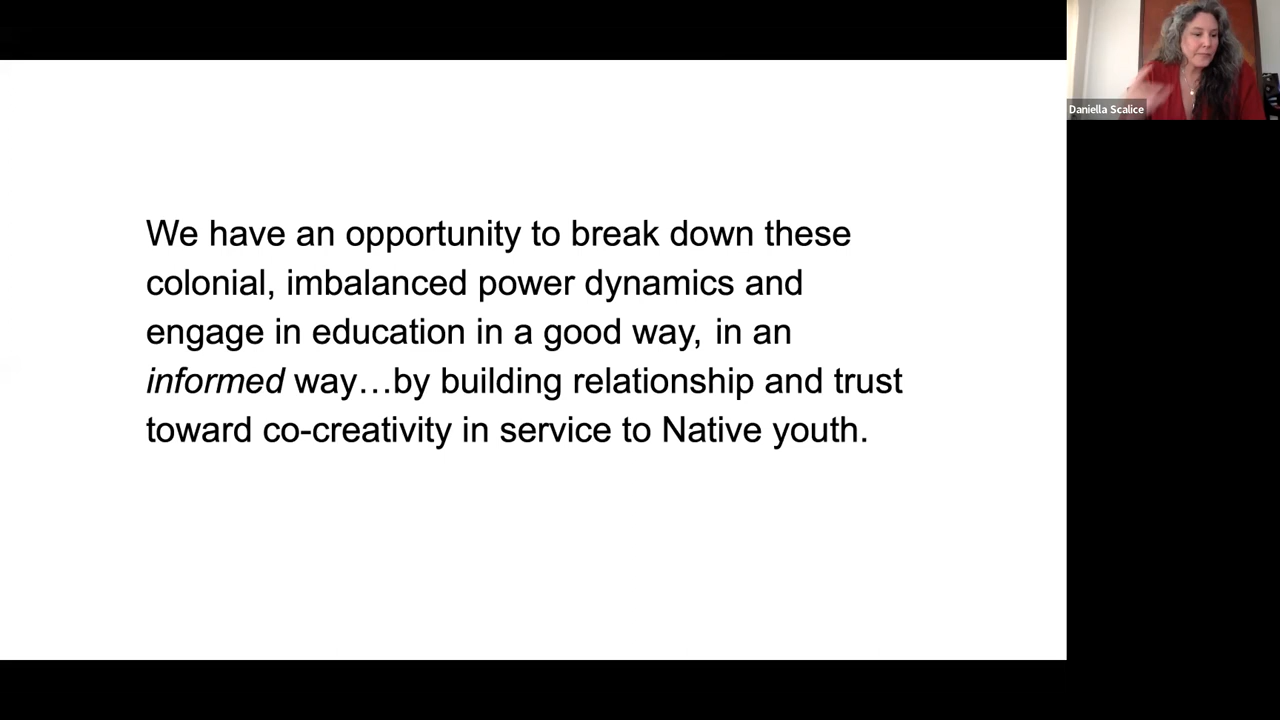 We have an opportunity to break down these
colonial, imbalanced power dynamics and
engage in education in a good way, in an
informed way…by building relationship and trust
toward co-creativity in service to Native youth.
Daniella Scalice